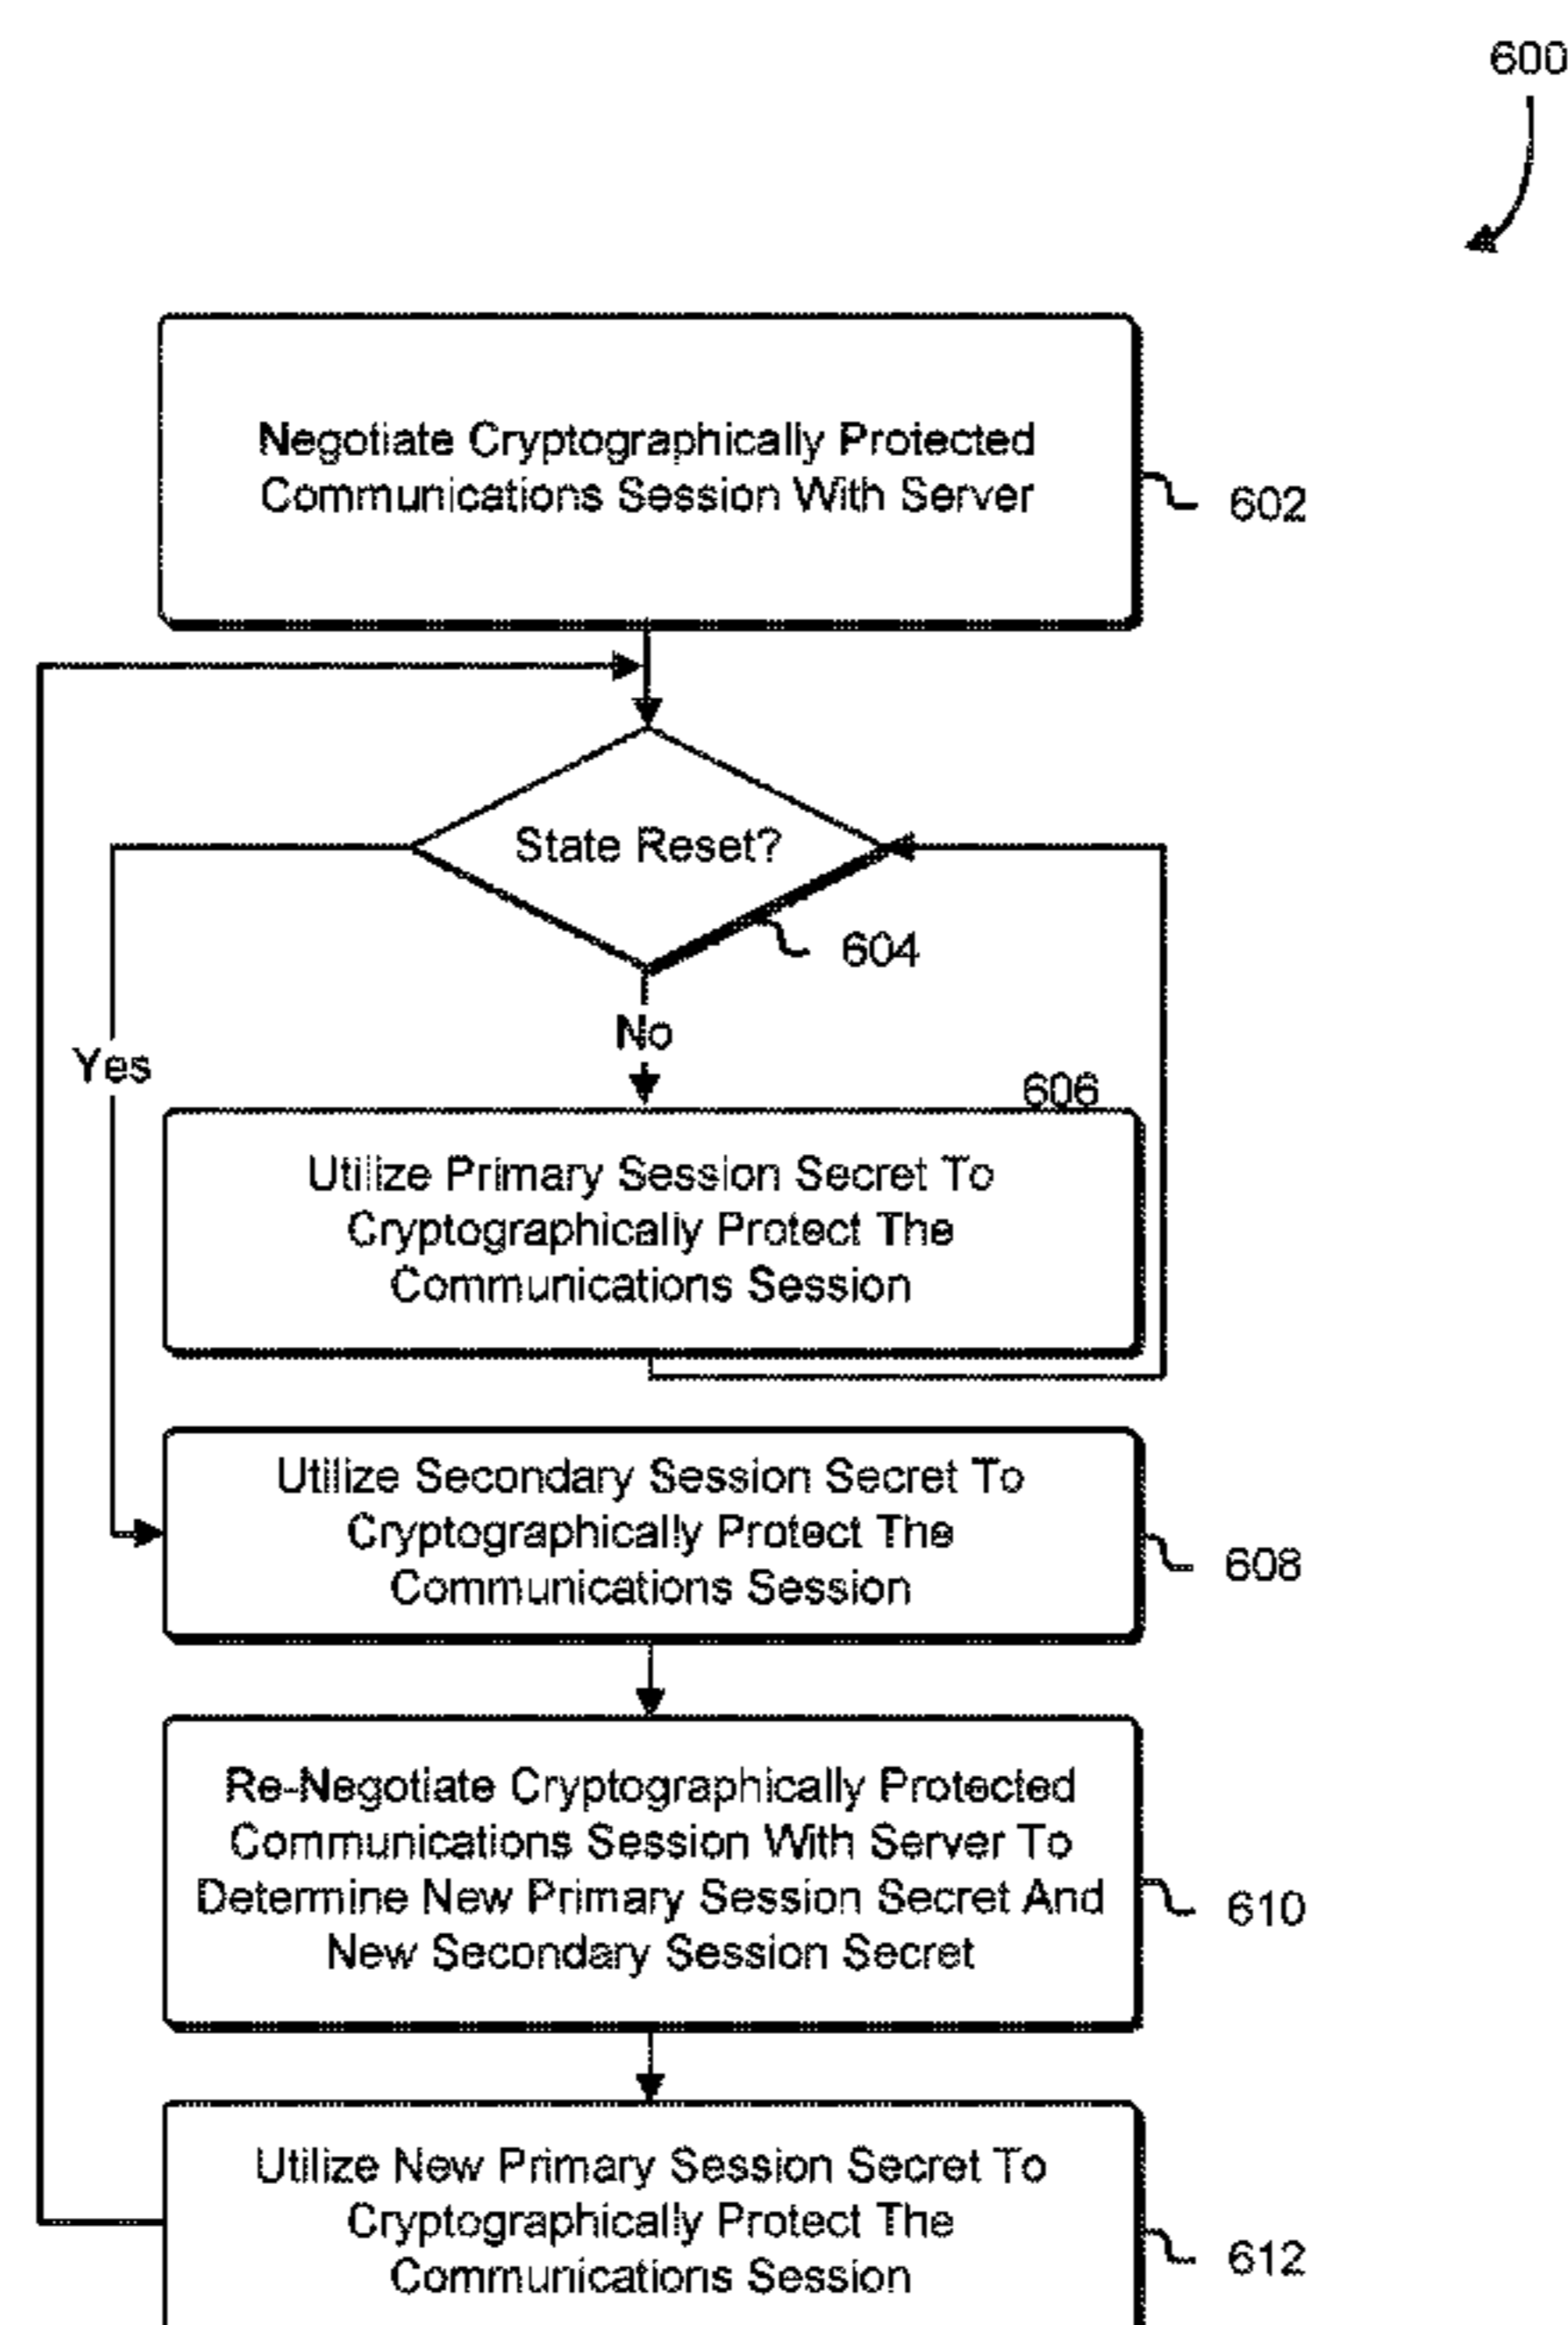 600
Negotiate Cryptographically Protected
Communications Session With Server
602
State Reset?
604
No
Yes
606
Utilize Primary Session Secret To
Cryptographically Protect The
Communications Session
Utilize Secondary Session Secret To
Cryptographically Protect The
Communications Session
608
Re-Negotiate Cryptographically Protected
Communications Session With Server To
Determine New Primary Session Secret And
New Secondary Session Secret
610
Utilize New Primary Session Secret To
Cryptographically Protect The
Communications Session
612